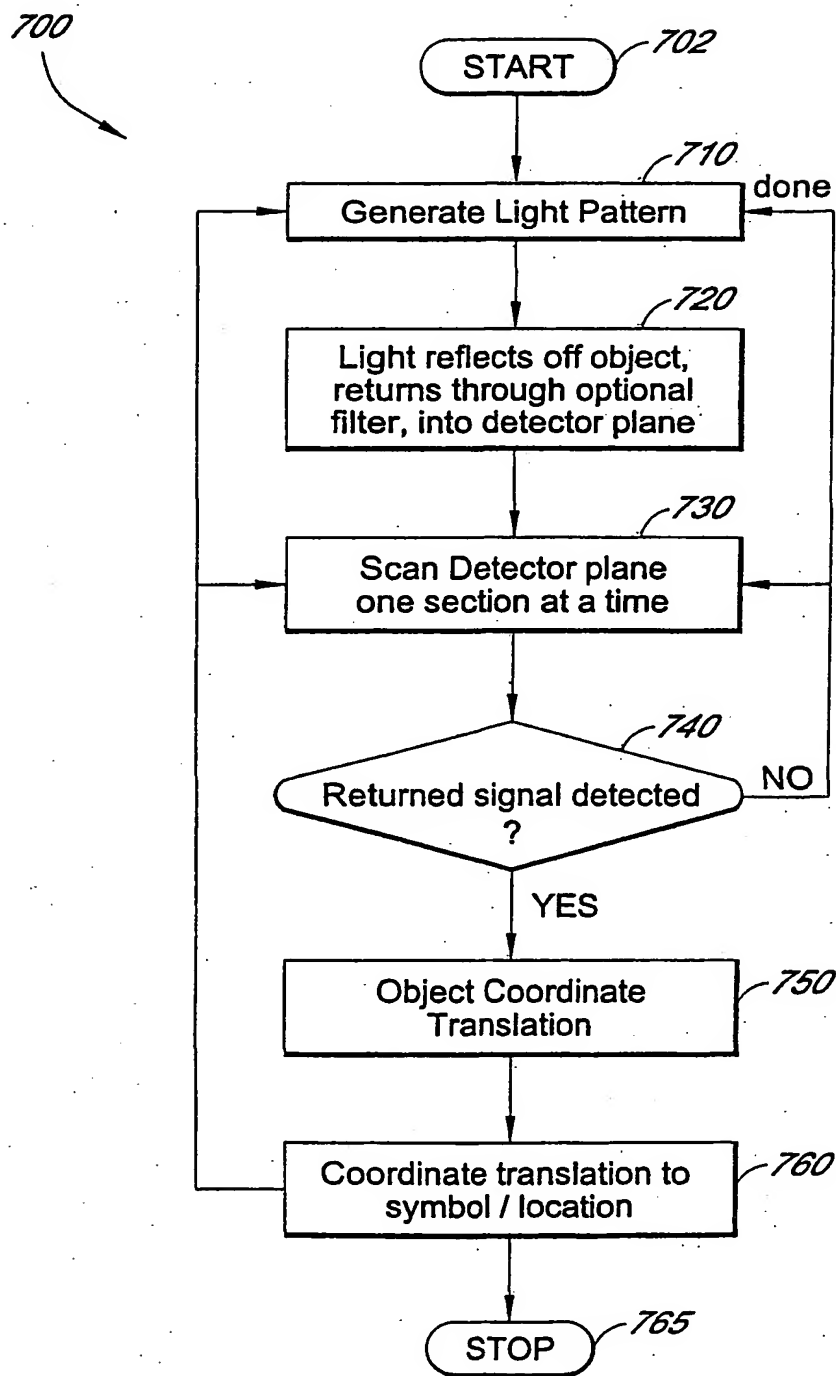 700
702
START
710
done
Generate Light Pattern
720
Light reflects off object,
returns through optional
filter, into detector plane
730
Scan Detector plane
one section at a time
740
Returned signal detected
?
NO
YES
750
Object Coordinate
Translation
760
Coordinate translation to
symbol / location
STOP
765